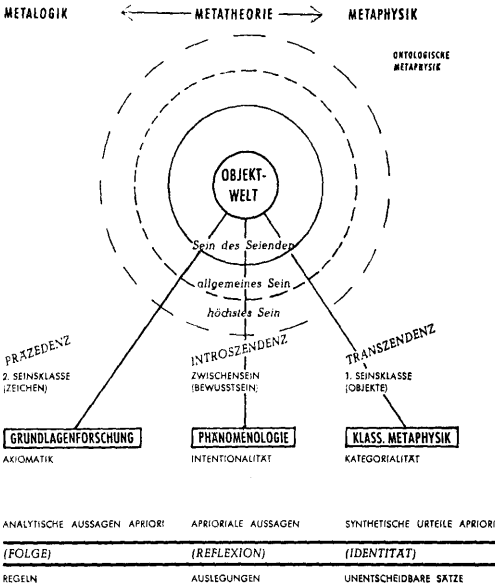 METALOGIK METATHEORIE METAPHYSIK
ONTOLOGISCHE
METAPHYSIK
OBJEKT-
WELT
Sein des Seienden
allgemeines Sein
höchstes Sein
PRÄZEDENZ INTROSZENDENZ TRANSZENDENZ
2. SEINSKLASSE ZWISCHENSEIN 1. SEINSKLASSE
(ZEICHEN) (BEWUSSTSEIN) (OBJEKTE)
GRUNDLAGENFORSCHUNG PHÄNOMENOLOGIE KLASS. METAPHYSIK
AXIOMATIK INTENTIONALITÄT KATEGORIALITÄT
ANALYTISCHE AUSSAGEN APRIORI APRIORIALE AUSSAGEN SYNTHETISCHE URTEILE APRIORI
(FOLGE) (REFLEXION) (IDENTITÄT)
REGELN AUSLEGUNGEN UNENTSCHEIDBARE SÄTZE